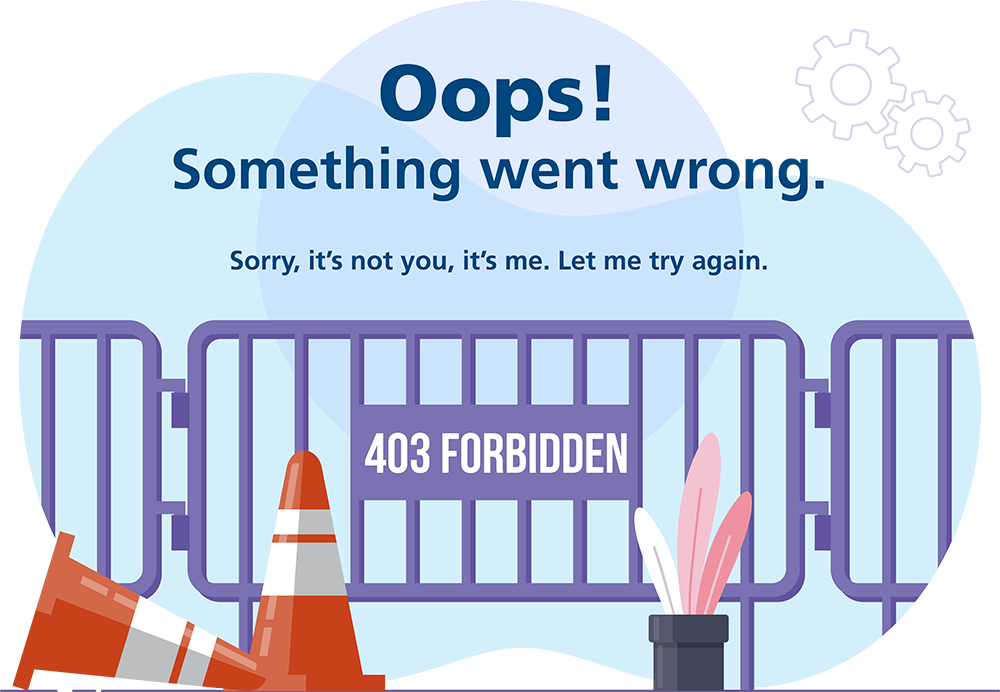 Oops!
Something went wrong.
Sorry, it’s not you, it’s me. Let me try again.
403 FORBIDDEN